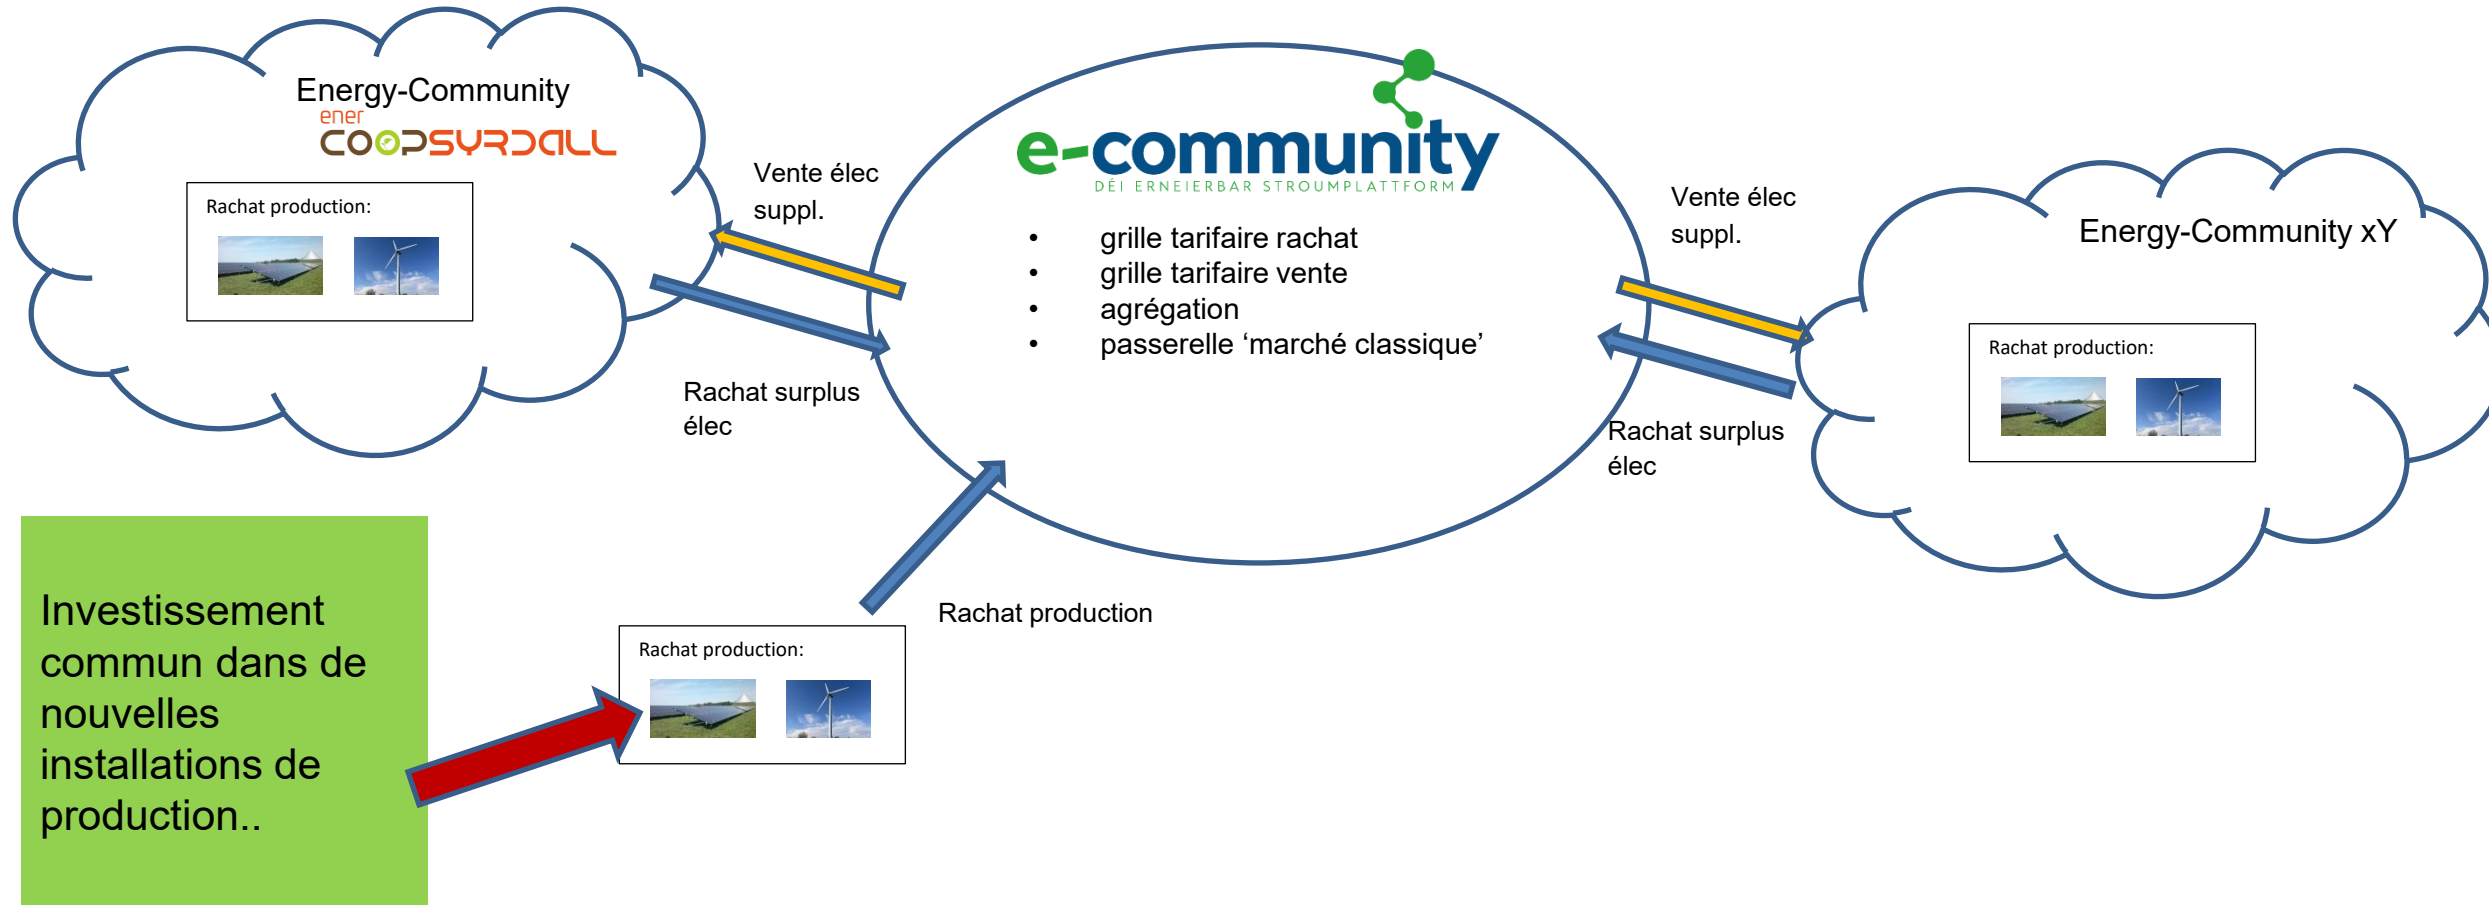 Energy-Community
ener
COOPSYRDALL
Rachat production:
Vente élec
suppl.
Rachat surplus
élec
e-community
DÉI ERNEIERBAR STROUMPLATTFORM
• grille tarifaire rachat
• grille tarifaire vente
• agrégation
• passerelle ‘marché classique’
Vente élec
suppl.
Rachat surplus
élec
Energy-Community xY
Rachat production:
Investissement
commun dans de
nouvelles
installations de
production..
Rachat production:
Rachat production